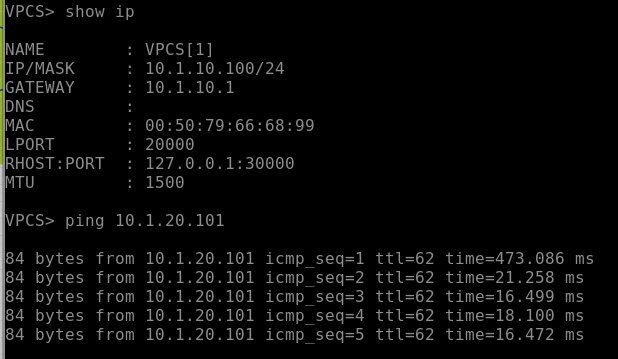 VPCS> show ip
NAME : VPCS[1]
IP/MASK : 10.1.10.100/24
GATEWAY : 10.1.10.1
DNS :
MAC : 00:50:79:66:68:99
LPORT : 20000
RHOST:PORT : 127.0.0.1:30000
MTU : 1500
VPCS> ping 10.1.20.101
84 bytes from 10.1.20.101 icmp_seq=1 ttl=62 time=473.086 ms
84 bytes from 10.1.20.101 icmp_seq=2 ttl=62 time=21.258 ms
84 bytes from 10.1.20.101 icmp_seq=3 ttl=62 time=16.499 ms
84 bytes from 10.1.20.101 icmp_seq=4 ttl=62 time=18.100 ms
84 bytes from 10.1.20.101 icmp_seq=5 ttl=62 time=16.472 ms